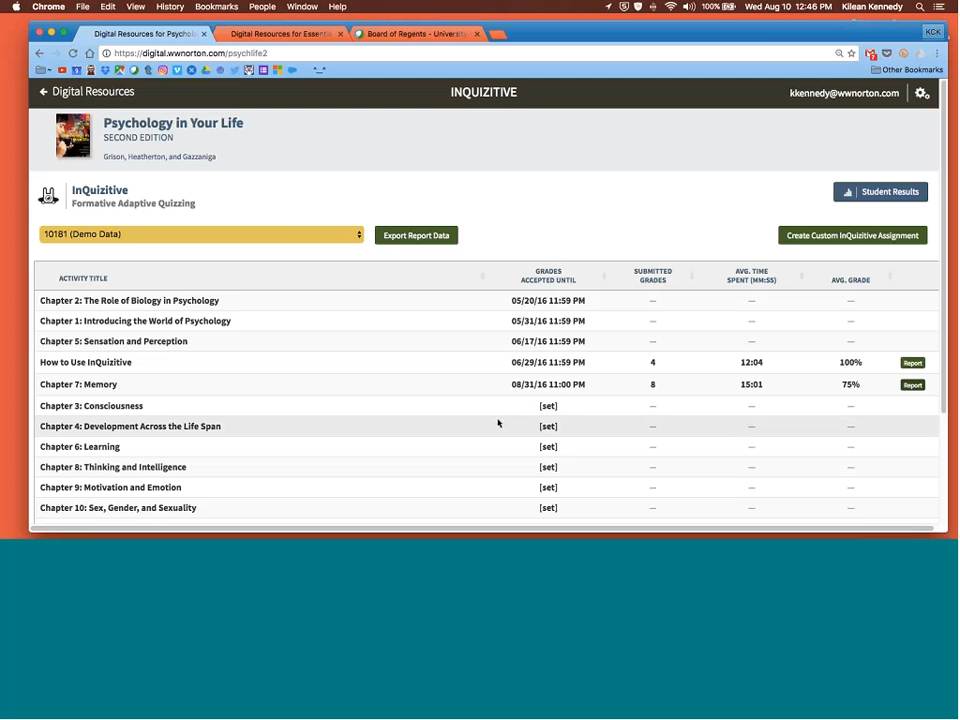 Chrome File Edit View History Bookmarks People Window Help 100% Wed Aug 10 12:46 PM Kilean Kennedy
Digital Resources for Psycholo × Digital Resources for Essentia × Board of Regents - University × KCK
https://digital.wwnorton.com/psychlife2
Other Bookmarks
Digital Resources INQUIZITIVE kkennedy@wwnorton.com
Psychology in Your Life
SECOND EDITION
Grison, Heatherton, and Gazzaniga
InQuizitive
Formative Adaptive Quizzing
Student Results
10181 (Demo Data) Export Report Data Create Custom InQuizitive Assignment
ACTIVITY TITLE GRADES ACCEPTED UNTIL SUBMITTED GRADES AVG. TIME SPENT (MM:SS) AVG. GRADE
Chapter 2: The Role of Biology in Psychology 05/20/16 11:59 PM — — —
Chapter 1: Introducing the World of Psychology 05/31/16 11:59 PM — — —
Chapter 5: Sensation and Perception 06/17/16 11:59 PM — — —
How to Use InQuizitive 06/29/16 11:59 PM 4 12:04 100% Report
Chapter 7: Memory 08/31/16 11:00 PM 8 15:01 75% Report
Chapter 3: Consciousness [set] — — —
Chapter 4: Development Across the Life Span [set] — — —
Chapter 6: Learning [set] — — —
Chapter 8: Thinking and Intelligence [set] — — —
Chapter 9: Motivation and Emotion [set] — — —
Chapter 10: Sex, Gender, and Sexuality [set] — — —